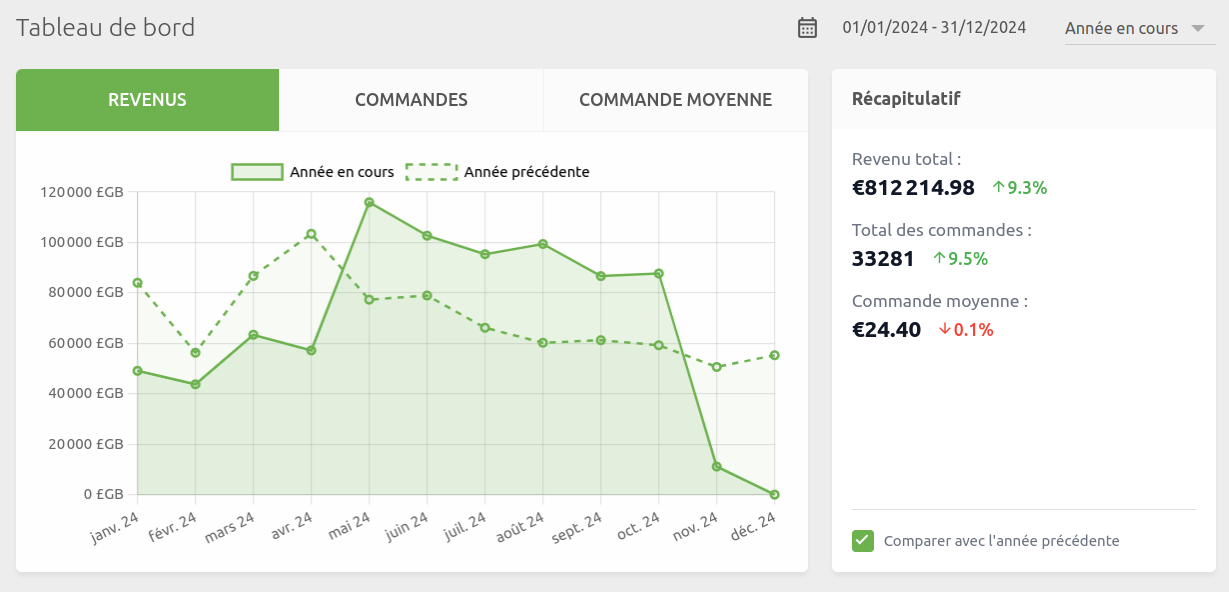 Tableau de bord
01/01/2024 - 31/12/2024
Année en cours
REVENUS
COMMANDES
COMMANDE MOYENNE
Année en cours
Année précédente
120 000 £GB
100 000 £GB
80 000 £GB
60 000 £GB
40 000 £GB
20 000 £GB
0 £GB
janv. 24
févr. 24
mars 24
avr. 24
mai 24
juin 24
juil. 24
août 24
sept. 24
oct. 24
nov. 24
déc. 24
Récapitulatif
Revenu total :
€812 214.98 ↑9.3%
Total des commandes :
33281 ↑9.5%
Commande moyenne :
€24.40 ↓0.1%
Comparer avec l'année précédente